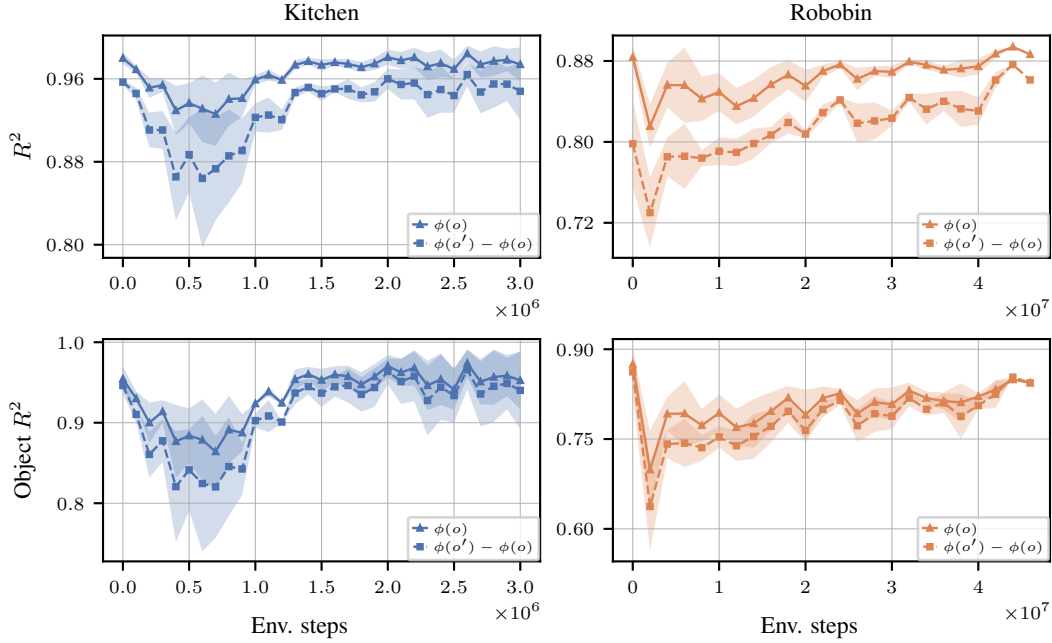 Kitchen
Robobin
R²
0.96
0.88
0.80
0.0 0.5 1.0 1.5 2.0 2.5 3.0
×10⁶
ϕ(o)
ϕ(o′) − ϕ(o)
0.88
0.80
0.72
0 1 2 3 4
×10⁷
ϕ(o)
ϕ(o′) − ϕ(o)
Object R²
1.0
0.9
0.8
0.0 0.5 1.0 1.5 2.0 2.5 3.0
×10⁶
ϕ(o)
ϕ(o′) − ϕ(o)
Env. steps
0.90
0.75
0.60
0 1 2 3 4
×10⁷
ϕ(o)
ϕ(o′) − ϕ(o)
Env. steps